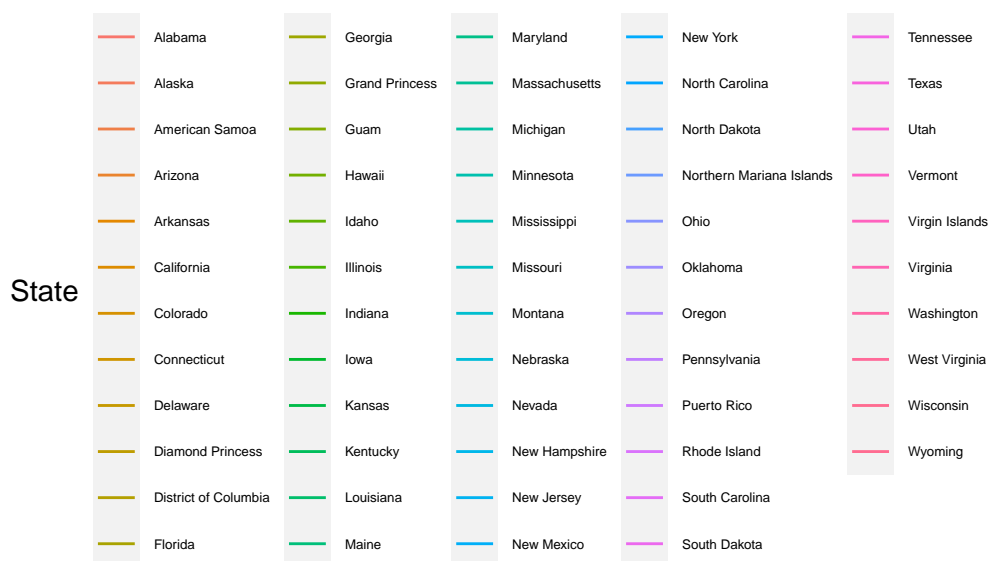 State
Alabama
Alaska
American Samoa
Arizona
Arkansas
California
Colorado
Connecticut
Delaware
Diamond Princess
District of Columbia
Florida
Georgia
Grand Princess
Guam
Hawaii
Idaho
Illinois
Indiana
Iowa
Kansas
Kentucky
Louisiana
Maine
Maryland
Massachusetts
Michigan
Minnesota
Mississippi
Missouri
Montana
Nebraska
Nevada
New Hampshire
New Jersey
New Mexico
New York
North Carolina
North Dakota
Northern Mariana Islands
Ohio
Oklahoma
Oregon
Pennsylvania
Puerto Rico
Rhode Island
South Carolina
South Dakota
Tennessee
Texas
Utah
Vermont
Virgin Islands
Virginia
Washington
West Virginia
Wisconsin
Wyoming